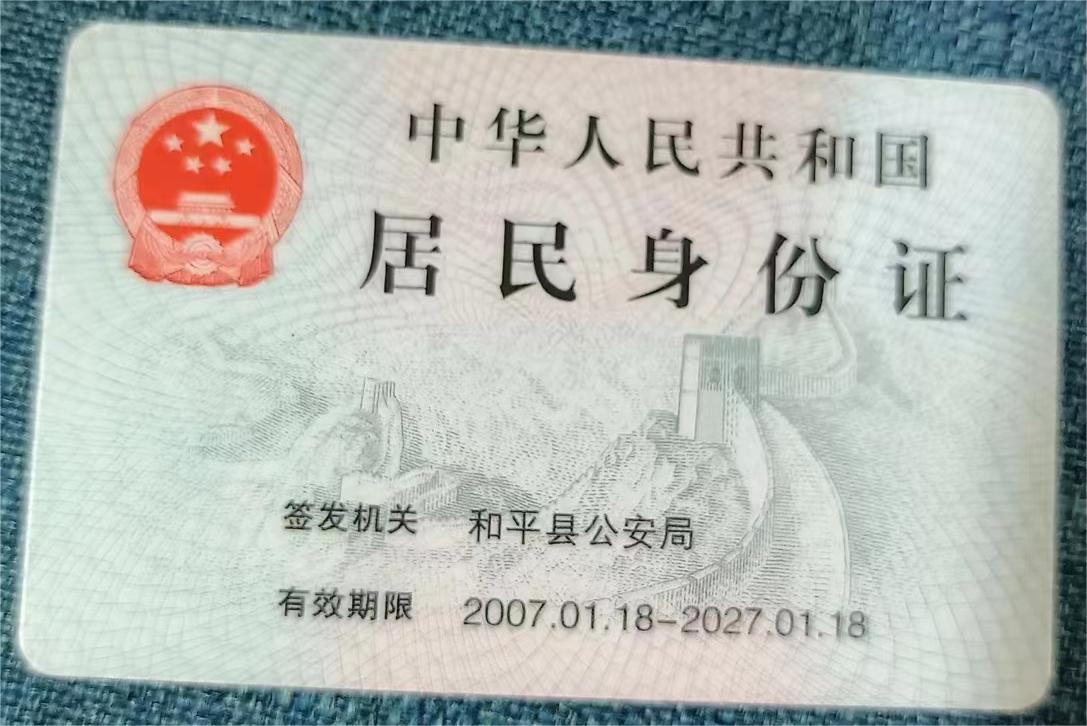 中华人民共和国
居民身份证
签发机关 和平县公安局
有效期限 2007.01.18-2027.01.18